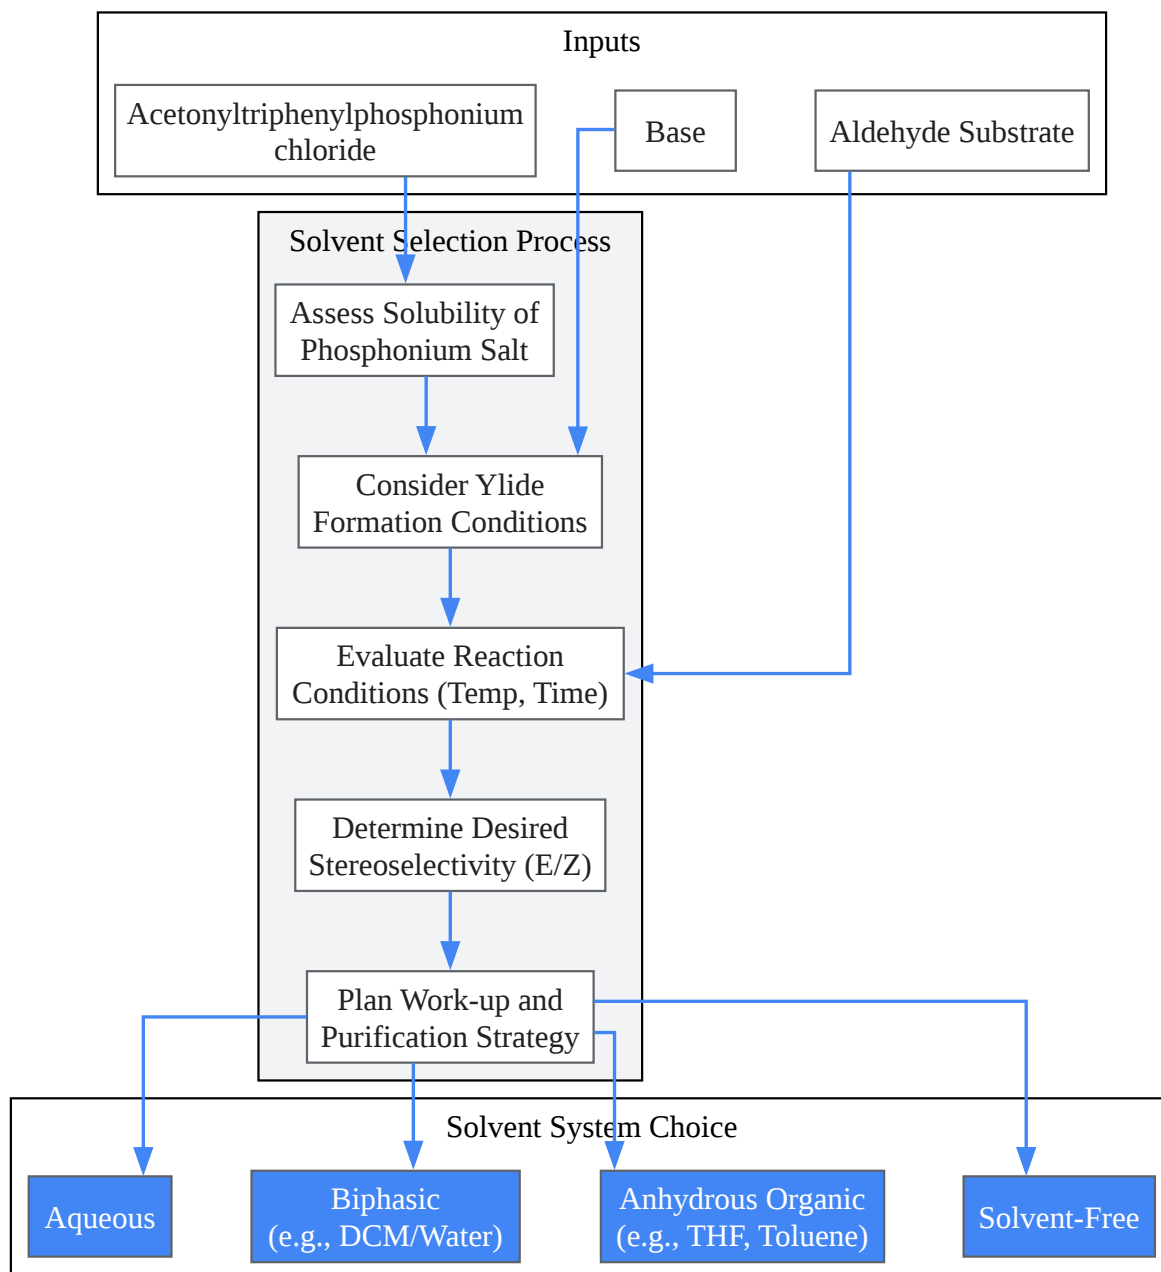 Inputs
Acetonyltriphenylphosphonium
chloride
Base
Aldehyde Substrate
Solvent Selection Process
Assess Solubility of
Phosphonium Salt
Consider Ylide
Formation Conditions
Evaluate Reaction
Conditions (Temp, Time)
Determine Desired
Stereoselectivity (E/Z)
Plan Work-up and
Purification Strategy
Solvent System Choice
Aqueous
Biphasic
(e.g., DCM/Water)
Anhydrous Organic
(e.g., THF, Toluene)
Solvent-Free